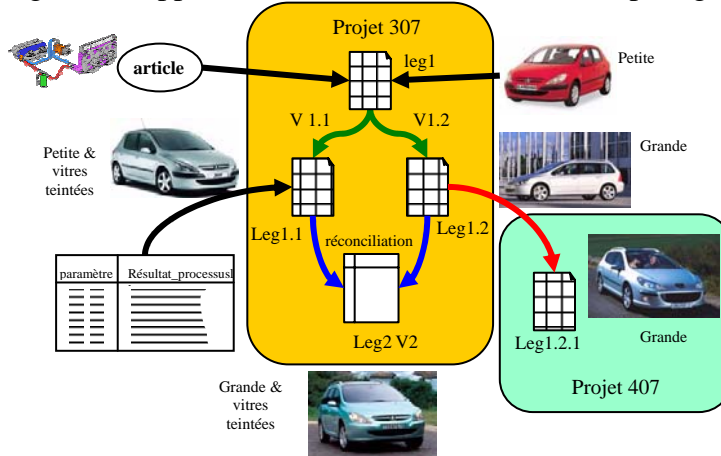 Projet 307
article
leg1
Petite
V 1.1
V1.2
Petite &
vitres
teintées
Grande
Leg1.1
Leg1.2
réconciliation
paramètre
Résultat_processusl
Leg2 V2
Leg1.2.1
Grande
Projet 407
Grande &
vitres
teintées